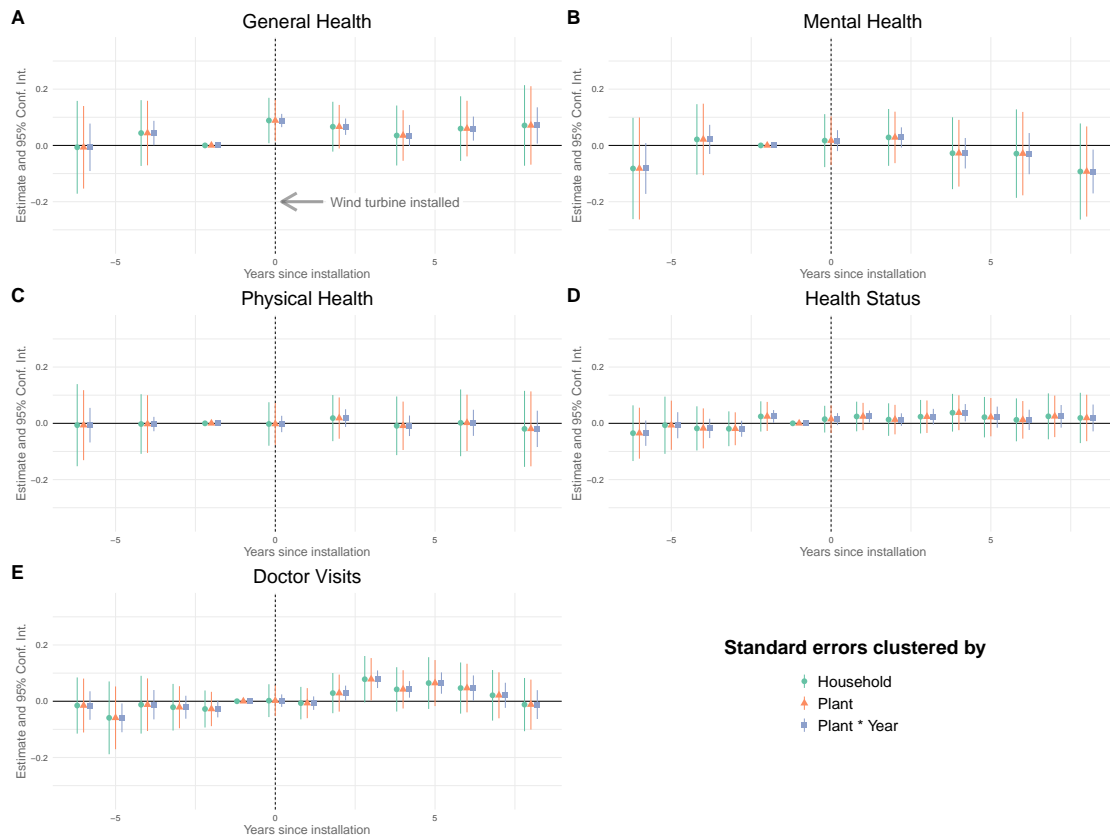 A
General Health
Estimate and 95% Conf. Int.
0.2
0.0
−0.2
Wind turbine installed
−5
0
5
Years since installation
B
Mental Health
Estimate and 95% Conf. Int.
0.2
0.0
−0.2
−5
0
5
Years since installation
C
Physical Health
Estimate and 95% Conf. Int.
0.2
0.0
−0.2
−5
0
5
Years since installation
D
Health Status
Estimate and 95% Conf. Int.
0.2
0.0
−0.2
−5
0
5
Years since installation
E
Doctor Visits
Estimate and 95% Conf. Int.
0.2
0.0
−0.2
−5
0
5
Years since installation
Standard errors clustered by
Household
Plant
Plant * Year